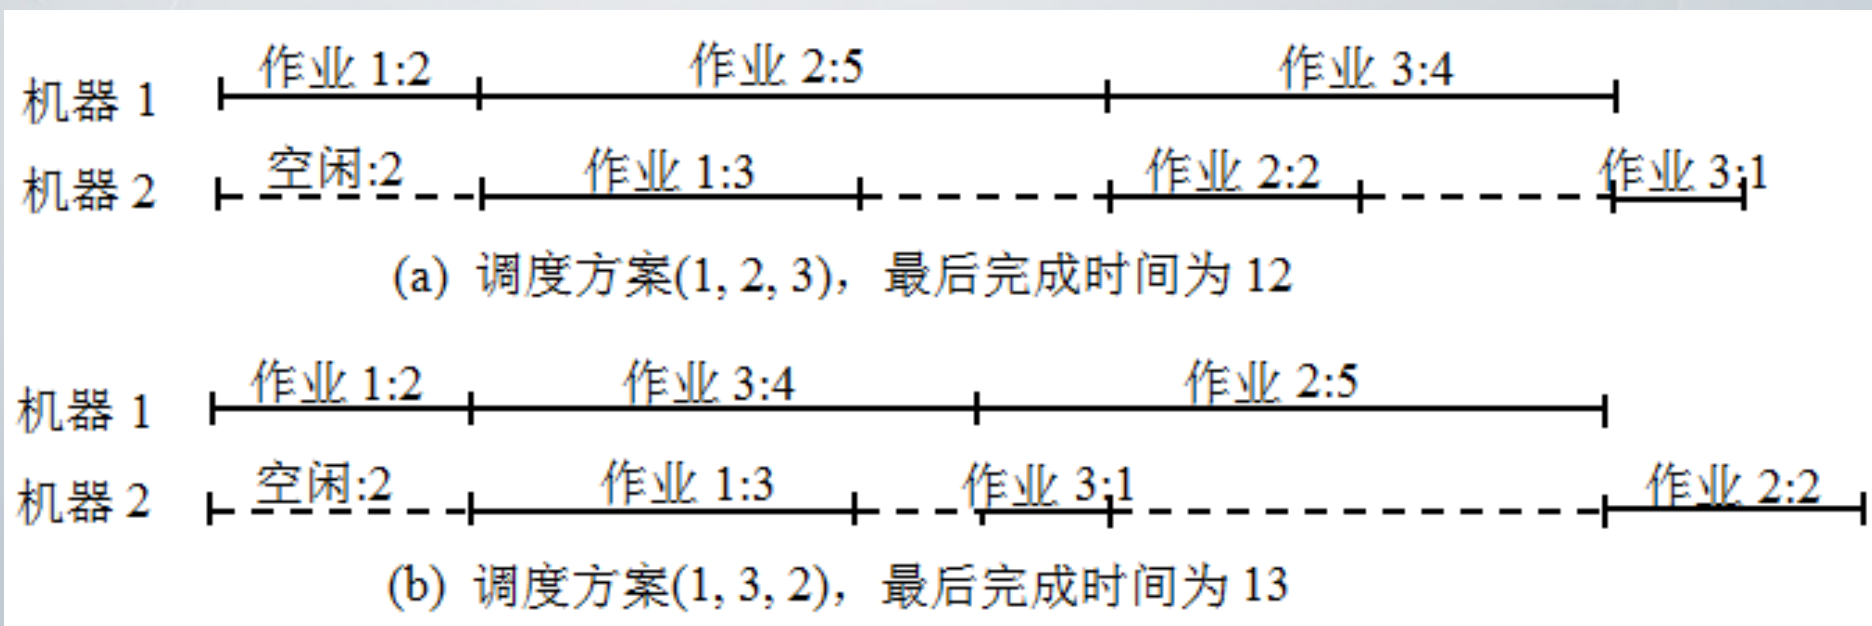 作业 1:2 作业 2:5 作业 3:4
机器 1
空闲:2 作业 1:3 作业 2:2 作业 3:1
机器 2
(a) 调度方案(1, 2, 3)，最后完成时间为 12
作业 1:2 作业 3:4 作业 2:5
机器 1
空闲:2 作业 1:3 作业 3:1 作业 2:2
机器 2
(b) 调度方案(1, 3, 2)，最后完成时间为 13